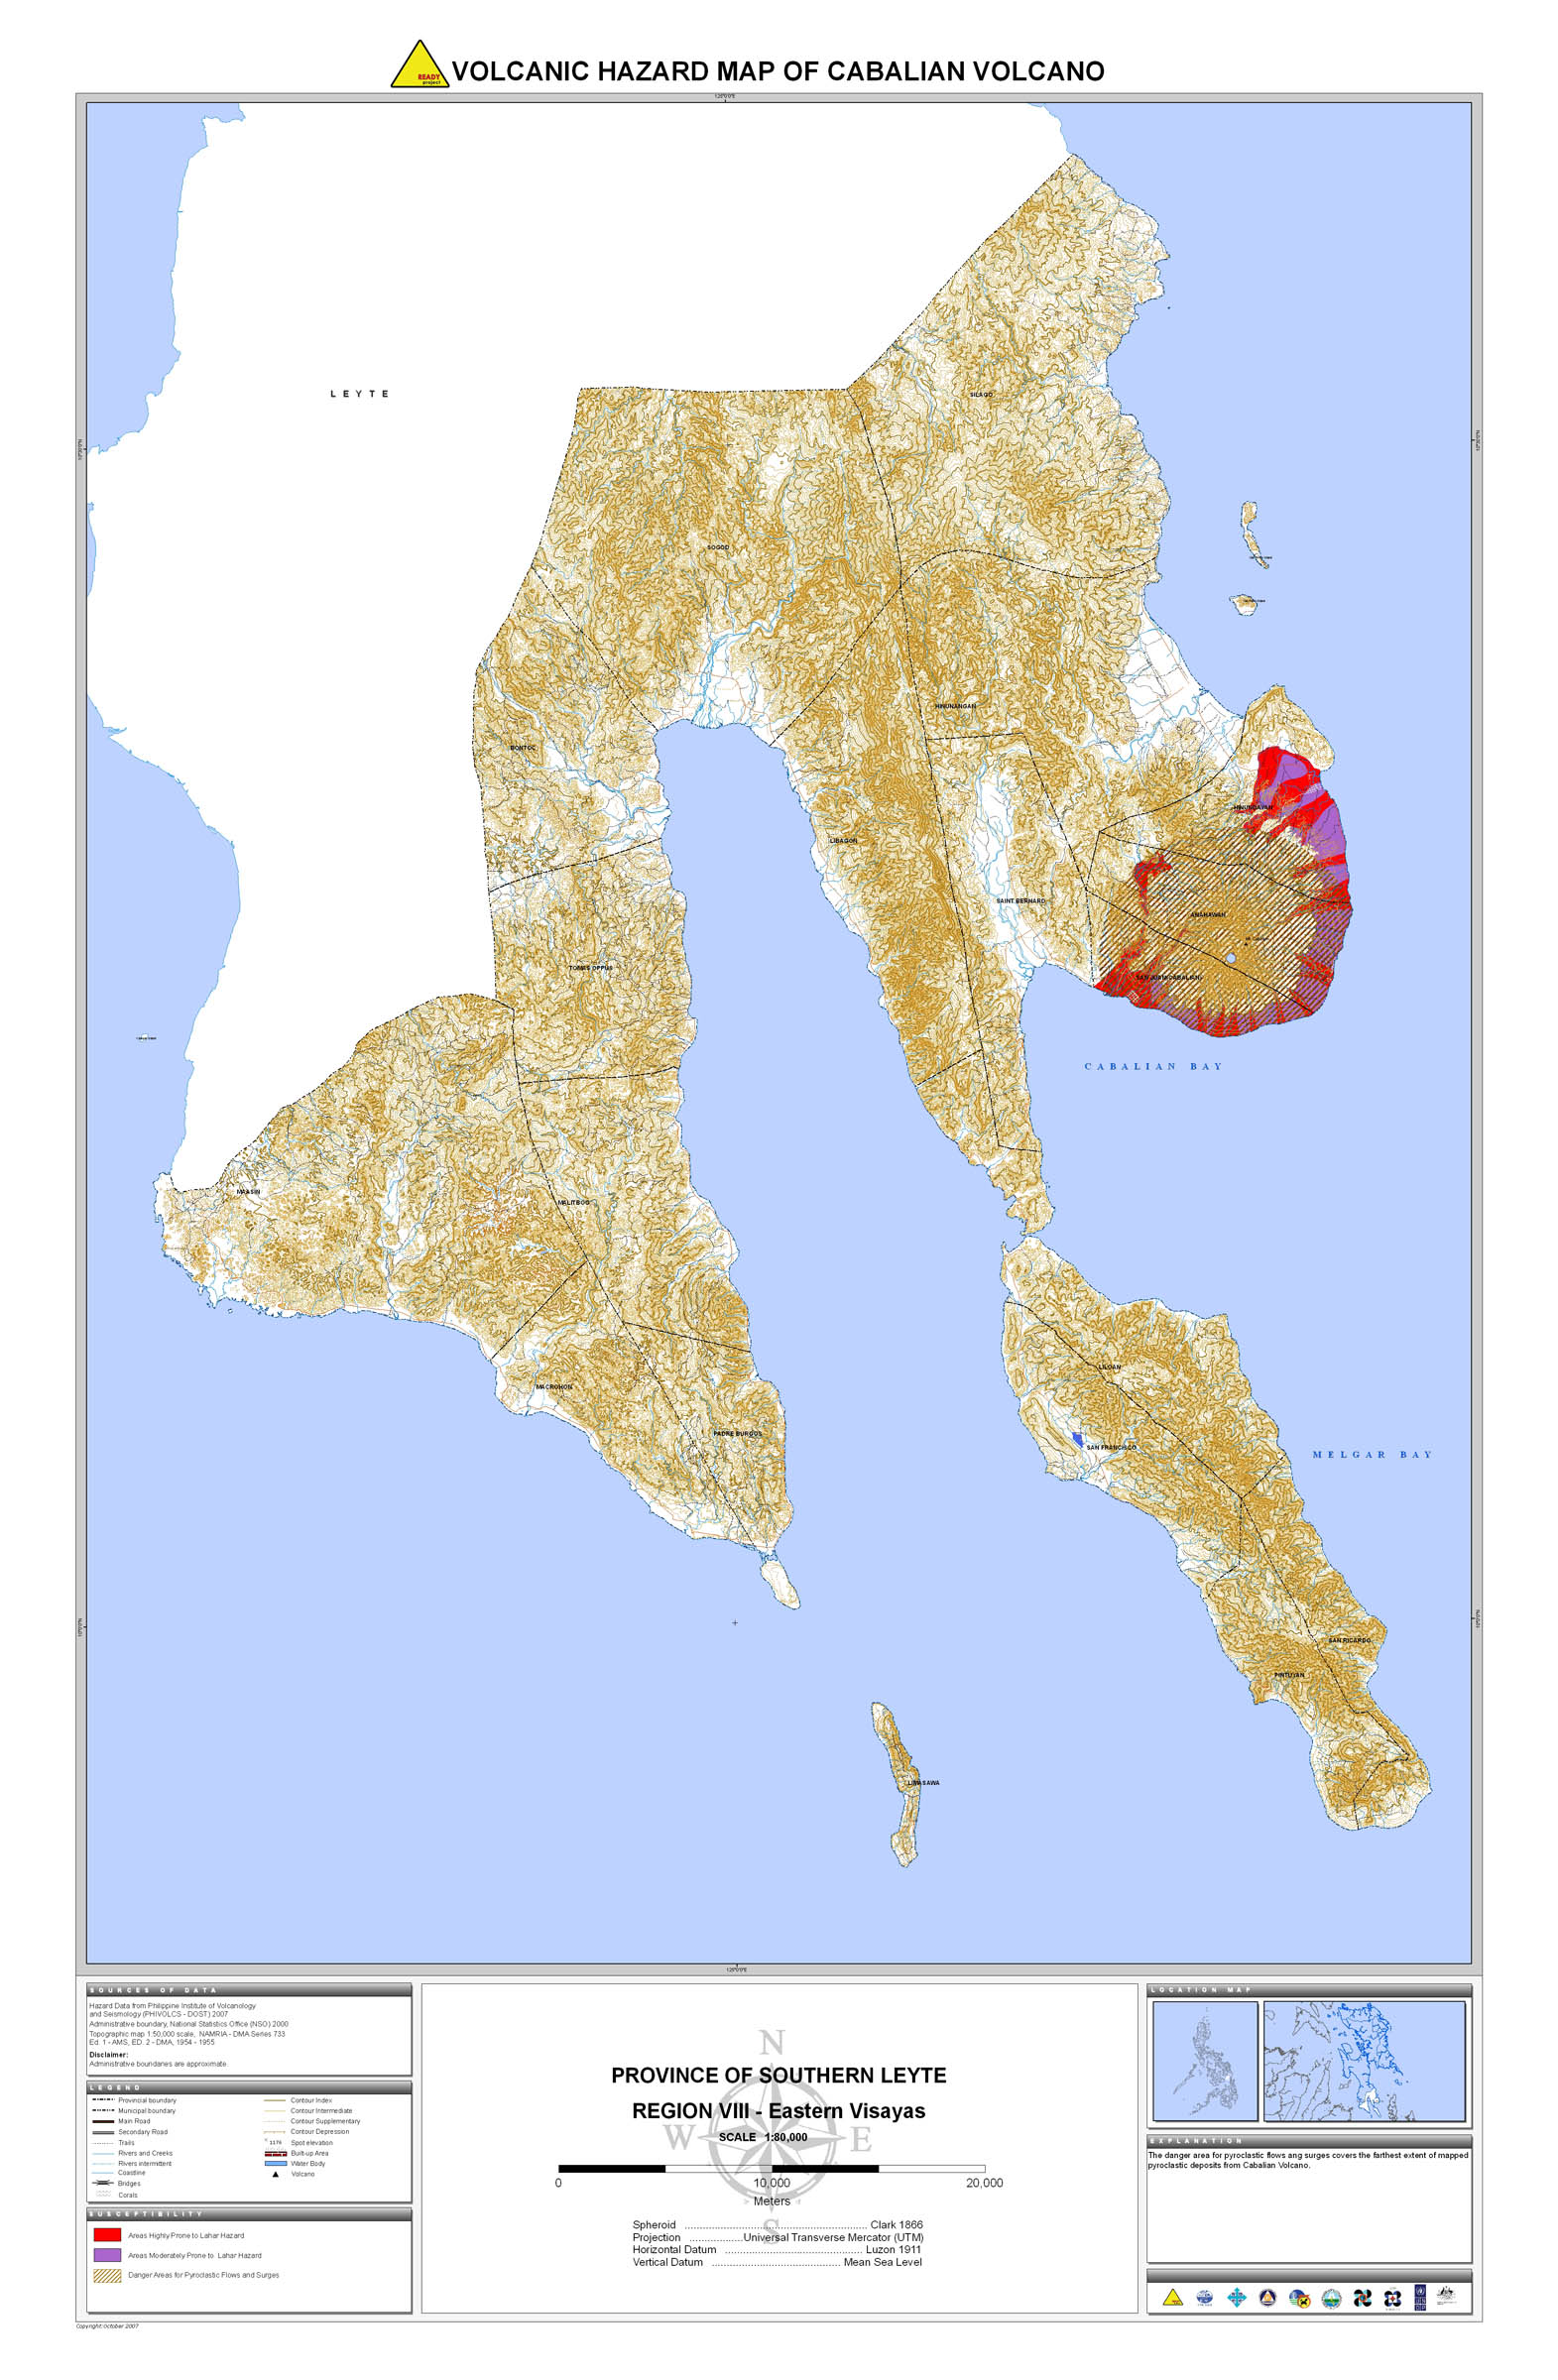 READY
project
VOLCANIC HAZARD MAP OF CABALIAN VOLCANO
LEYTE
SILAGO
SOGOD
HINUNANGAN
BONTOC
HINUNDAYAN
LIBAGON
SAINT BERNARD
ANAHAWAN
TOMAS OPPUS
CABALIAN BAY
MAASIN
MALITBOG
LILOAN
MACROHON
PADRE BURGOS
SAN FRANCISCO
MELGAR BAY
SAN RICARDO
PINTUYAN
LIMASAWA
SOURCES OF DATA
Hazard Data from Philippine Institute of Volcanology
and Seismology (PHIVOLCS - DOST) 2007
Administrative boundary, National Statistics Office (NSO) 2000
Topographic map 1:50,000 scale, NAMRIA - DMA Series 733
Ed. 1 - AMS, ED. 2 - DMA, 1954 - 1955
Disclaimer:
Administrative boundaries are approximate.
LEGEND
Provincial boundary
Municipal boundary
Main Road
Secondary Road
Trails
Rivers and Creeks
Rivers intermittent
Coastline
Bridges
Corals
Contour Index
Contour Intermediate
Contour Supplementary
Contour Depression
Spot elevation
Built-up Area
Water Body
Volcano
SUSCEPTIBILITY
Areas Highly Prone to Lahar Hazard
Areas Moderately Prone to Lahar Hazard
Danger Areas for Pyroclastic Flows and Surges
N
PROVINCE OF SOUTHERN LEYTE
REGION VIII - Eastern Visayas
W
SCALE 1:80,000
E
0 10,000 20,000
Meters
S
Spheroid ........ Clark 1866
Projection ........ Universal Transverse Mercator (UTM)
Horizontal Datum ........ Luzon 1911
Vertical Datum ........ Mean Sea Level
LOCATION MAP
EXPLANATION
The danger area for pyroclastic flows ang surges covers the farthest extent of mapped
pyroclastic deposits from Cabalian Volcano.
Copyright:October 2007